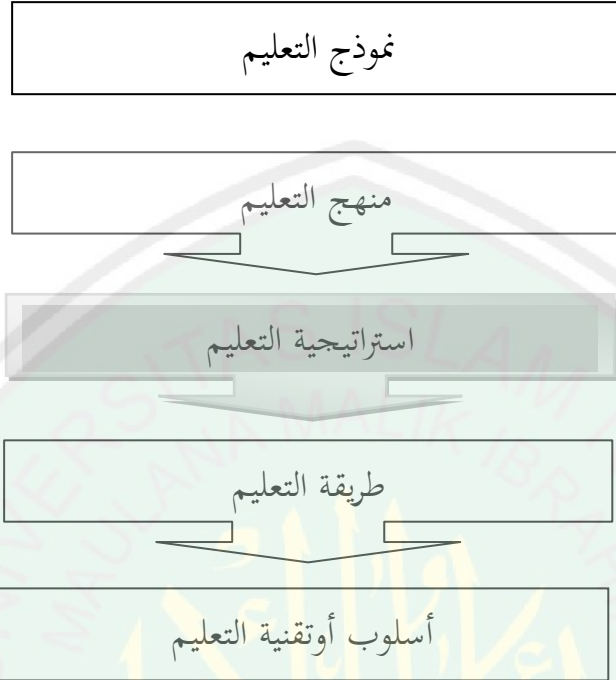 نموذج التعليم
منهج التعليم
استراتيجية التعليم
طريقة التعليم
أسلوب أوتقنية التعليم